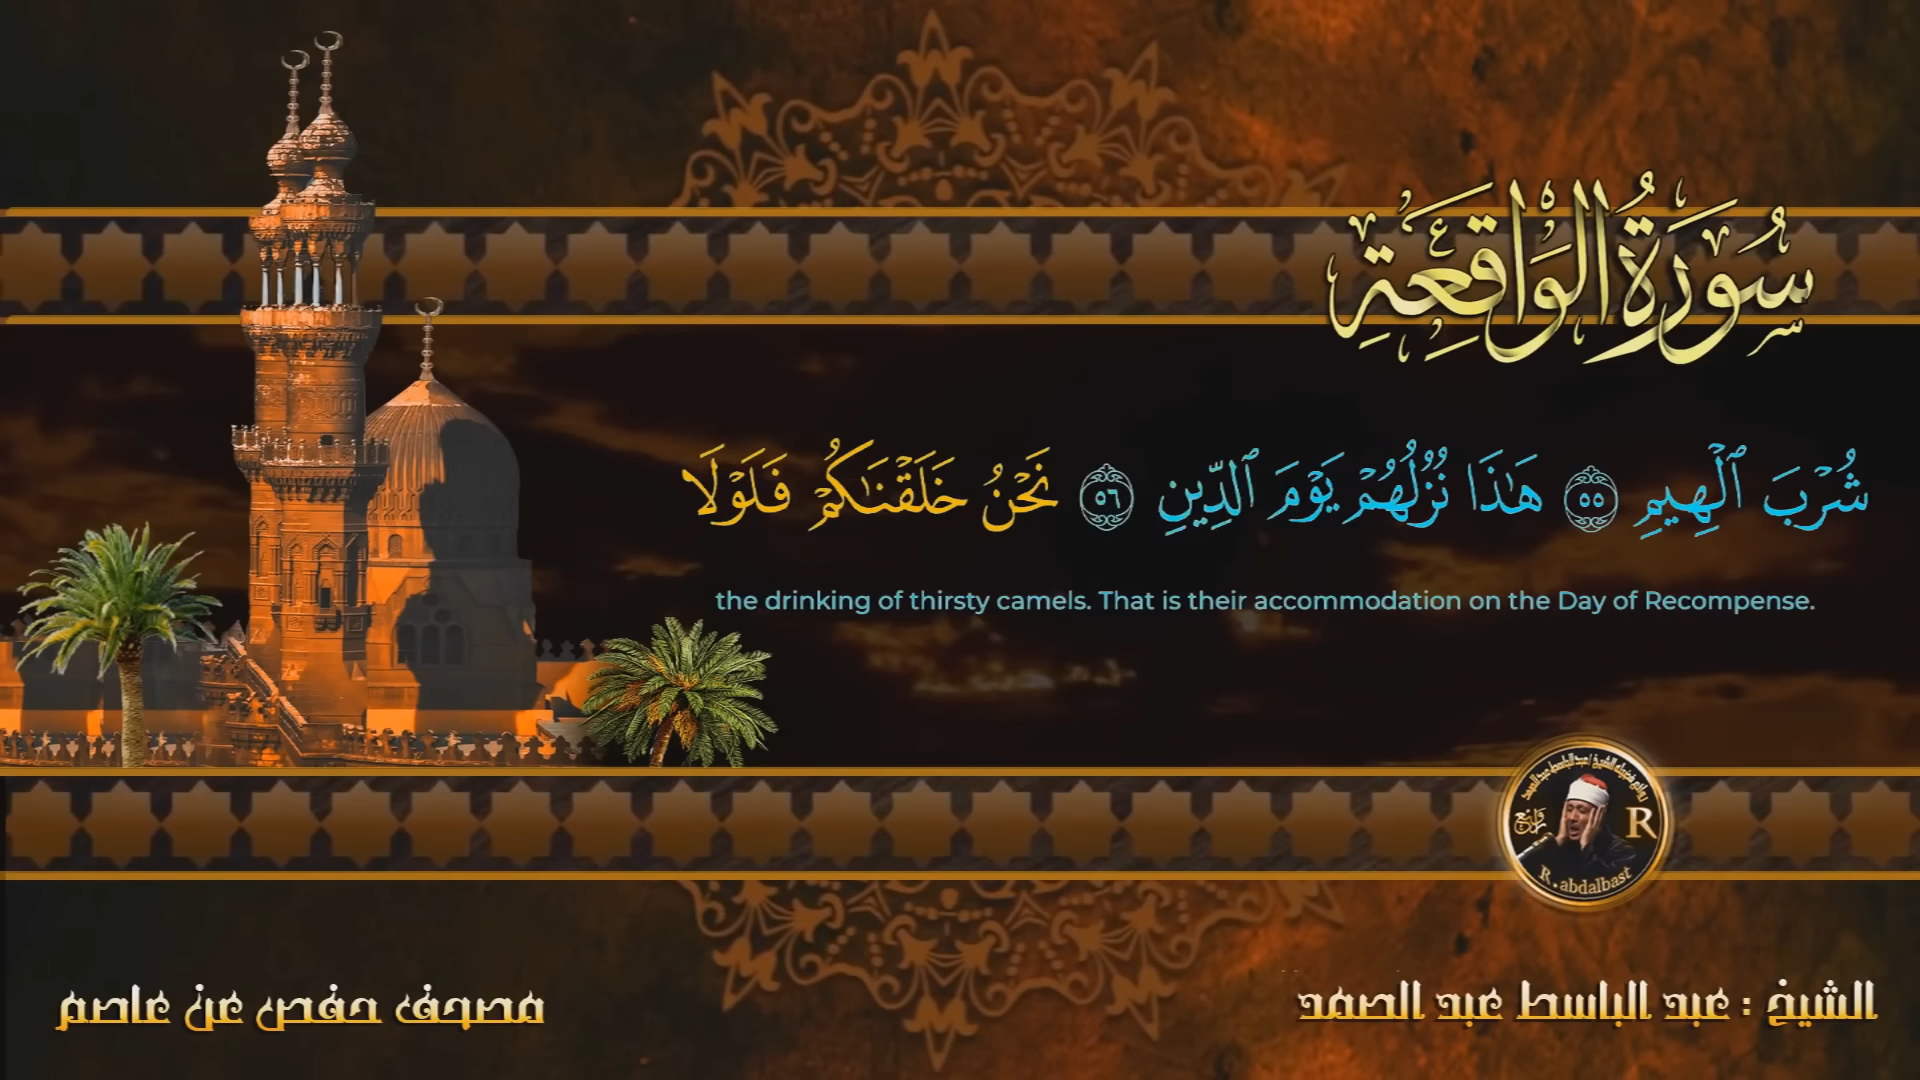 سُورَةُ الوَاقِعَةِ
شُرۡبَ ٱلۡهِيمِ ٥٥ هَٰذَا نُزُلُهُمۡ يَوۡمَ ٱلدِّينِ ٥٦ نَحۡنُ خَلَقۡنَٰكُمۡ فَلَوۡلَا
the drinking of thirsty camels. That is their accommodation on the Day of Recompense.
R
R.abdalbast
الشيخ : عبد الباسط عبد الصمد
مصحف حفص عن عاصم